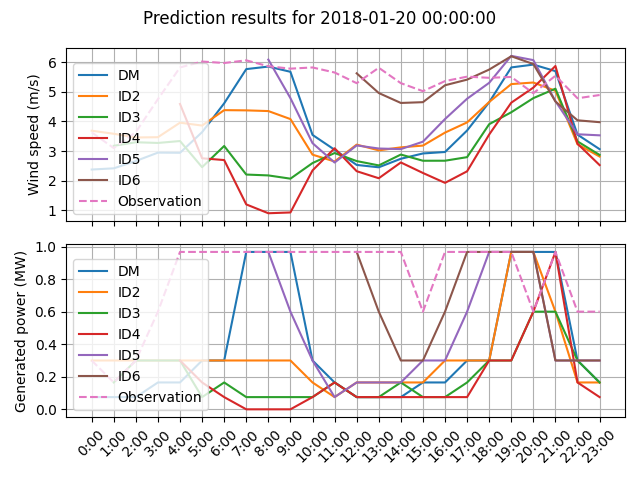 Prediction results for 2018-01-20 00:00:00
Wind speed (m/s)
6
5
4
3
2
1
DM
ID2
ID3
ID4
ID5
ID6
Observation
Generated power (MW)
1.0
0.8
0.6
0.4
0.2
0.0
DM
ID2
ID3
ID4
ID5
ID6
Observation
0:00
1:00
2:00
3:00
4:00
5:00
6:00
7:00
8:00
9:00
10:00
11:00
12:00
13:00
14:00
15:00
16:00
17:00
18:00
19:00
20:00
21:00
22:00
23:00